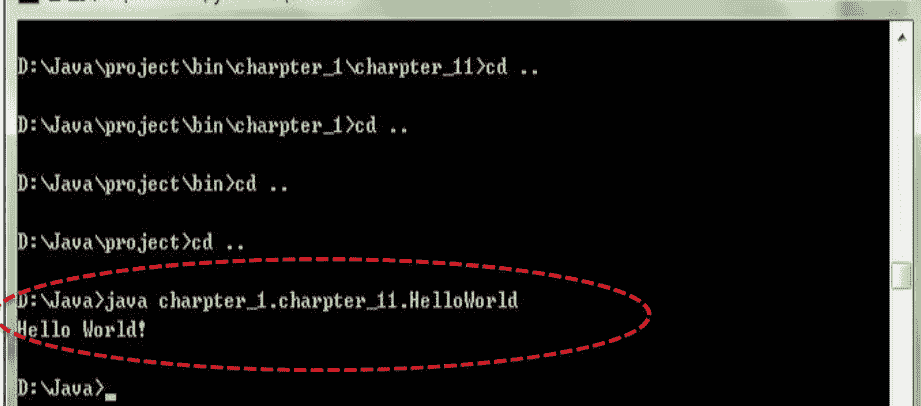 D:\Java\project\bin\charpter_1\charpter_11>cd ..
D:\Java\project\bin\charpter_1>cd ..
D:\Java\project\bin>cd ..
D:\Java\project>cd ..
D:\Java>java charpter_1.charpter_11.HelloWorld
Hello World!
D:\Java>_